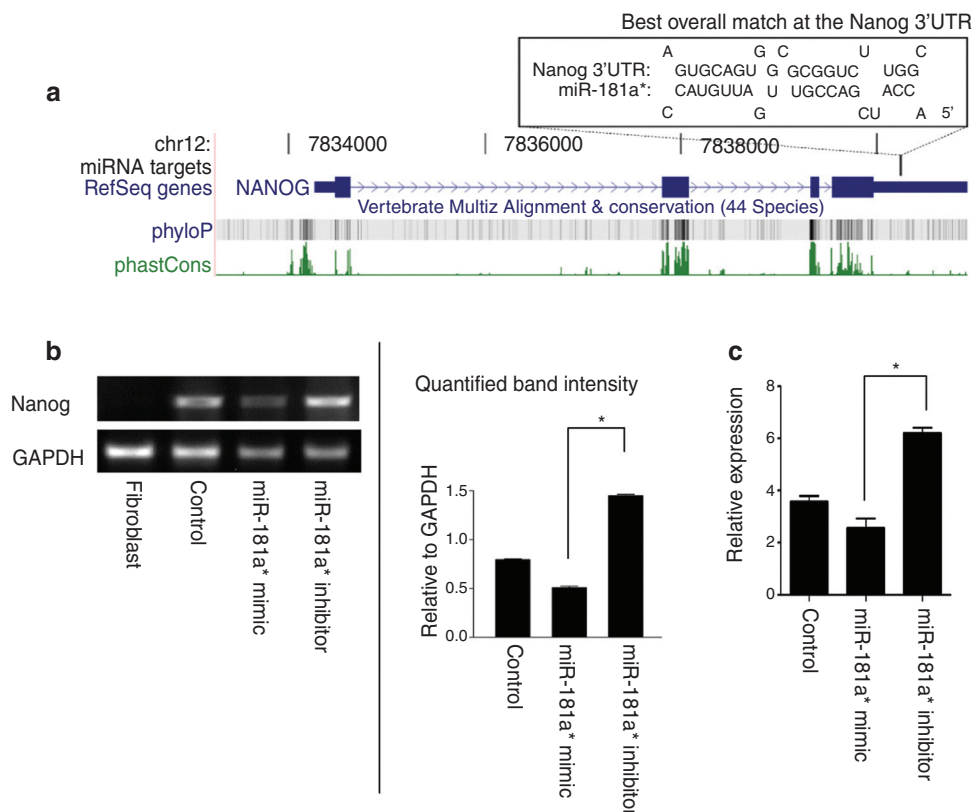 Best overall match at the Nanog 3'UTR
a
A G C U C
Nanog 3'UTR: GUGCAGU G GCGGUC UGG
miR-181a*: CAUGUUA U UGCCAG ACC
C G CU A 5'
chr12: 7834000 7836000 7838000
miRNA targets
RefSeq genes NANOG
Vertebrate Multiz Alignment & conservation (44 Species)
phyloP
phastCons
b
Nanog
GAPDH
Fibroblast
Control
miR-181a* mimic
miR-181a* inhibitor
Quantified band intensity
*
Relative to GAPDH
1.5
1.0
0.5
0.0
Control
miR-181a* mimic
miR-181a* inhibitor
c
*
Relative expression
8
6
4
2
0
Control
miR-181a* mimic
miR-181a* inhibitor